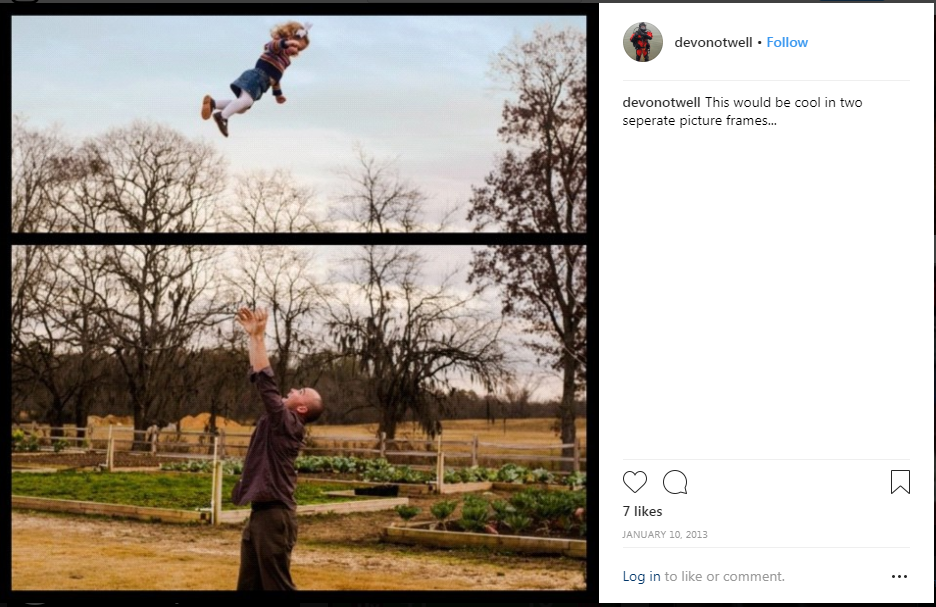 devonotwell • Follow
devonotwell This would be cool in two
seperate picture frames...
7 likes
JANUARY 10, 2013
Log in to like or comment.